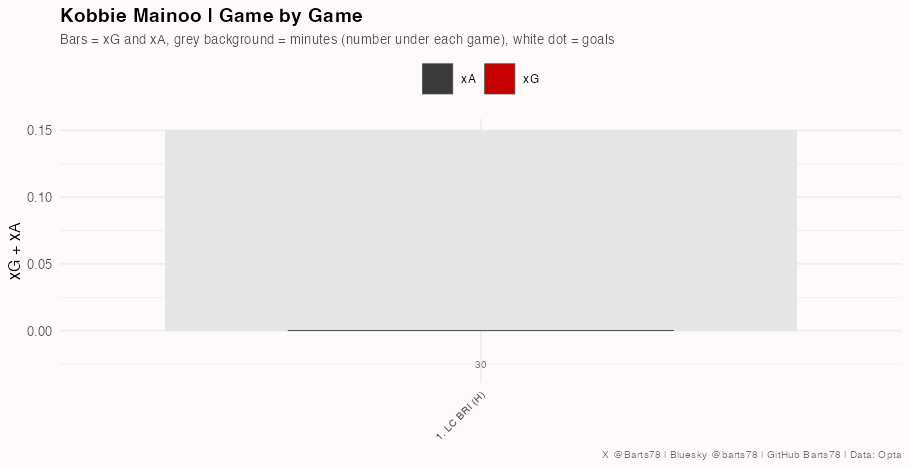 Kobbie Mainoo | Game by Game
Bars = xG and xA, grey background = minutes (number under each game), white dot = goals
xA xG
0.15
0.10
0.05
0.00
xG + xA
30
1. LC BRI (H)
X @Barts78 | Bluesky @barts78 | GitHub Barts78 | Data: Opta